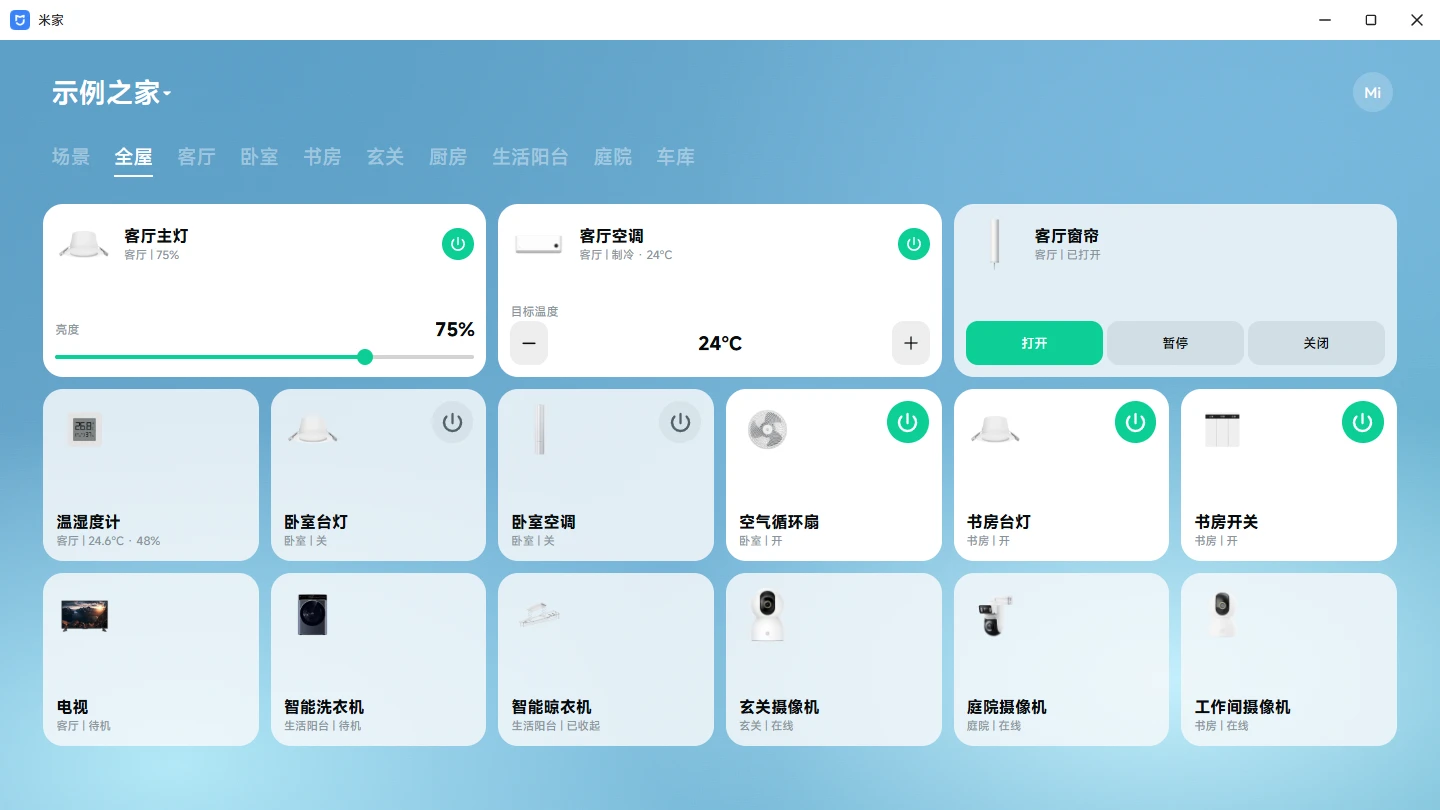 米家
示例之家
Mi
场景 全屋 客厅 卧室 书房 玄关 厨房 生活阳台 庭院 车库
客厅主灯
客厅 | 75%
亮度
75%
客厅空调
客厅 | 制冷 · 24℃
目标温度
24℃
客厅窗帘
客厅 | 已打开
打开
暂停
关闭
温湿度计
客厅 | 24.6℃ · 48%
卧室台灯
卧室 | 关
卧室空调
卧室 | 关
空气循环扇
卧室 | 开
书房台灯
书房 | 开
书房开关
书房 | 开
电视
客厅 | 待机
智能洗衣机
生活阳台 | 待机
智能晾衣机
生活阳台 | 已收起
玄关摄像机
玄关 | 在线
庭院摄像机
庭院 | 在线
工作间摄像机
书房 | 在线